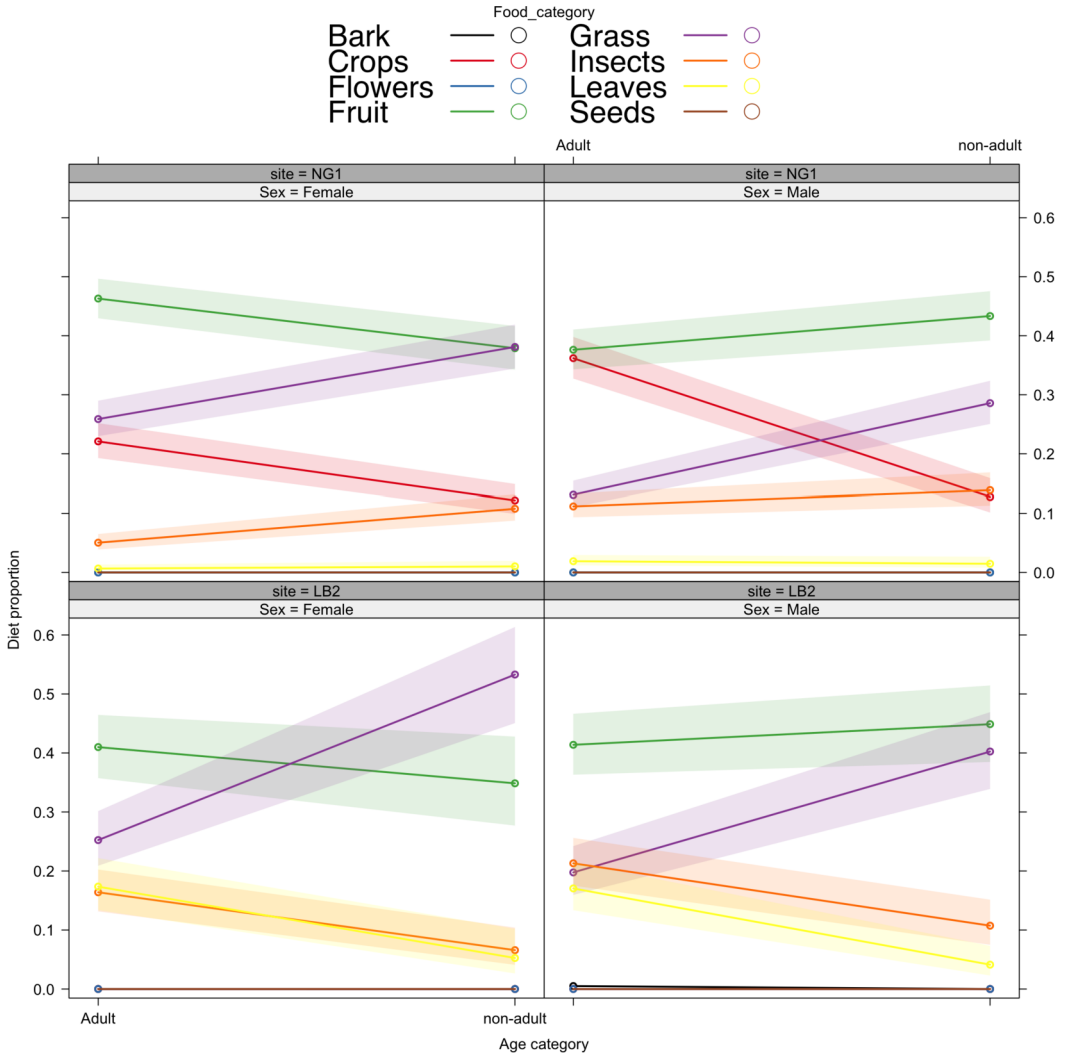 Food_category
Bark Grass
Crops Insects
Flowers Leaves
Fruit Seeds
Adult non-adult
site = NG1 site = NG1
Sex = Female Sex = Male
0.6
0.5
0.4
0.3
0.2
0.1
0.0
site = LB2 site = LB2
Sex = Female Sex = Male
0.6
0.5
0.4
0.3
0.2
0.1
0.0
Diet proportion
Adult non-adult
Age category